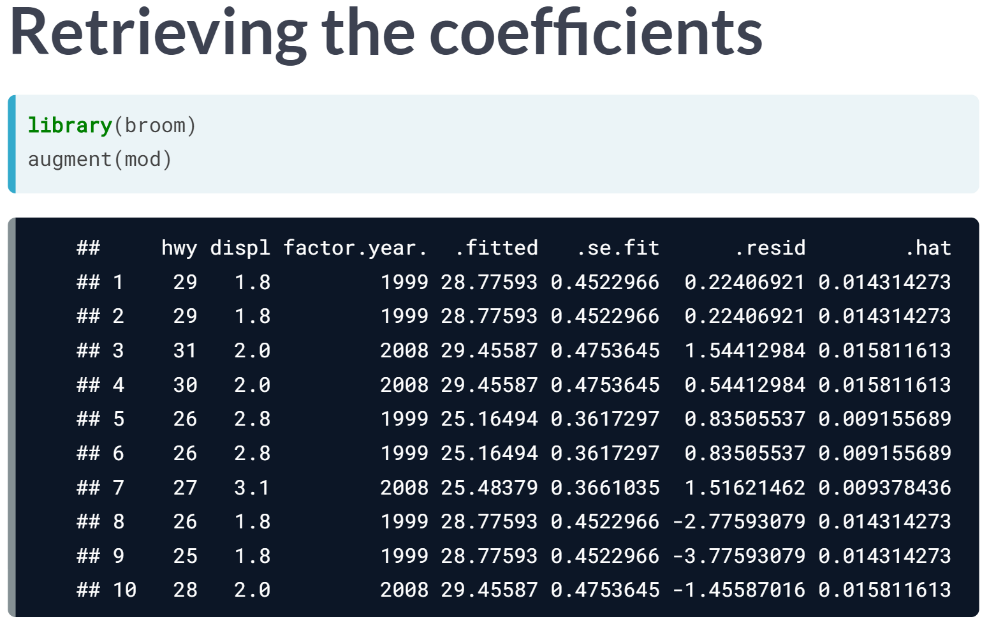 Retrieving the coefficients
library(broom)
augment(mod)
##     hwy displ factor.year.  .fitted   .se.fit      .resid        .hat
## 1    29   1.8         1999 28.77593 0.4522966  0.22406921 0.014314273
## 2    29   1.8         1999 28.77593 0.4522966  0.22406921 0.014314273
## 3    31   2.0         2008 29.45587 0.4753645  1.54412984 0.015811613
## 4    30   2.0         2008 29.45587 0.4753645  0.54412984 0.015811613
## 5    26   2.8         1999 25.16494 0.3617297  0.83505537 0.009155689
## 6    26   2.8         1999 25.16494 0.3617297  0.83505537 0.009155689
## 7    27   3.1         2008 25.48379 0.3661035  1.51621462 0.009378436
## 8    26   1.8         1999 28.77593 0.4522966 -2.77593079 0.014314273
## 9    25   1.8         1999 28.77593 0.4522966 -3.77593079 0.014314273
## 10   28   2.0         2008 29.45587 0.4753645 -1.45587016 0.015811613